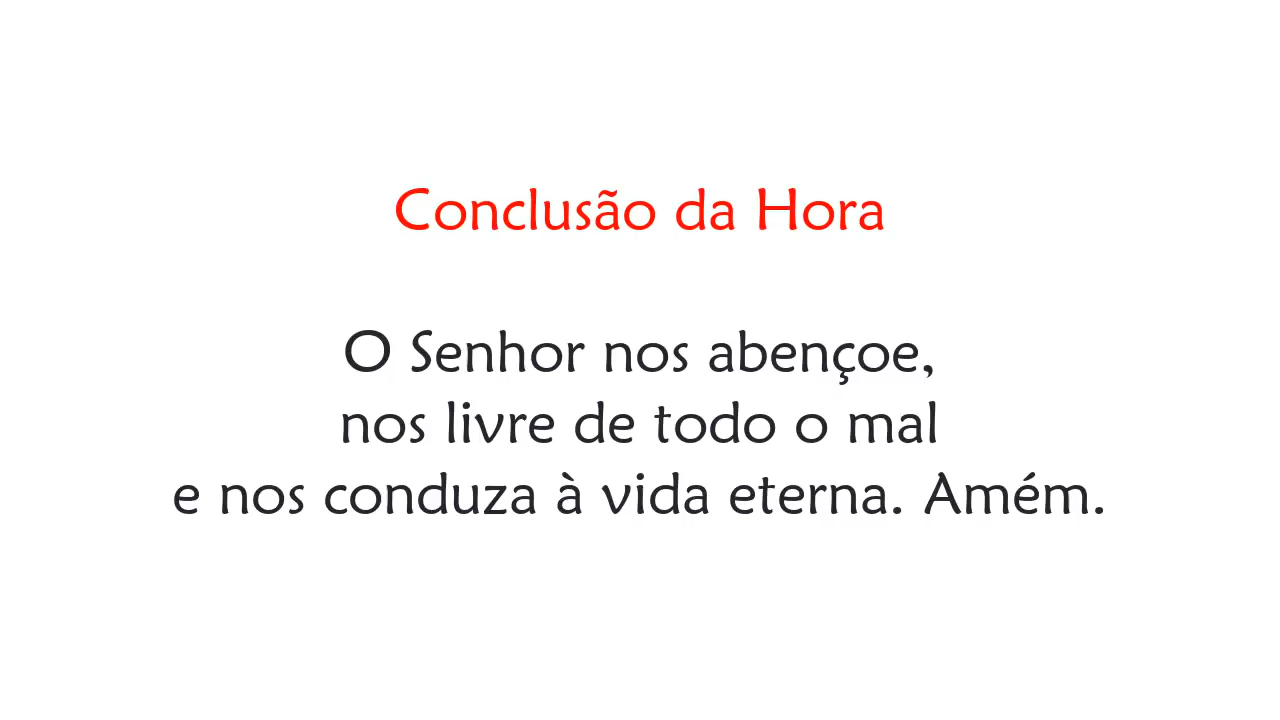 Conclusão da Hora
O Senhor nos abençoe,
nos livre de todo o mal
e nos conduza à vida eterna. Amém.